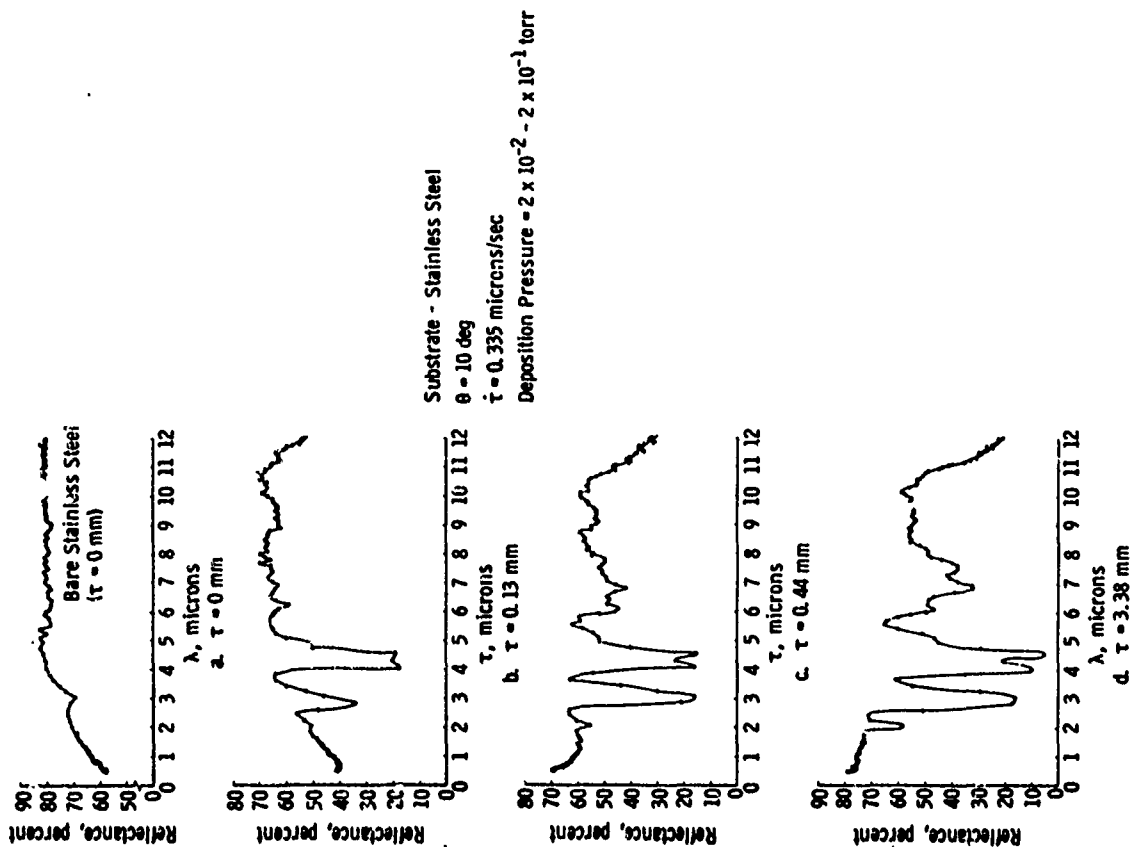 Reflectance, percent
90
80
70
60
50
0
Bare Stainless Steel
(τ = 0 mm)
0 1 2 3 4 5 6 7 8 9 10 11 12
λ, microns
a. τ = 0 mm
Reflectance, percent
80
70
60
50
40
30
20
10
0
0 1 2 3 4 5 6 7 8 9 10 11 12
τ, microns
b. τ = 0.13 mm
Substrate - Stainless Steel
θ = 10 deg
τ̇ = 0.335 microns/sec
Deposition Pressure = 2 x 10⁻² - 2 x 10⁻¹ torr
Reflectance, percent
80
70
60
50
40
30
20
10
0
0 1 2 3 4 5 6 7 8 9 10 11 12
τ, microns
c. τ = 0.44 mm
Reflectance, percent
90
80
70
60
50
40
30
20
10
0
0 1 2 3 4 5 6 7 8 9 10 11 12
λ, microns
d. τ = 3.38 mm